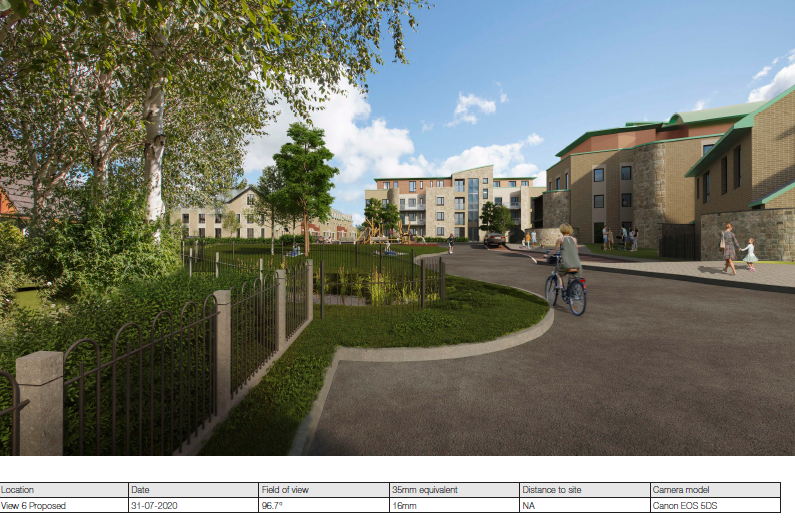 Location Date Field of view 35mm equivalent Distance to site Camera model
View 6 Proposed 31-07-2020 96.7° 16mm NA Canon EOS 5DS